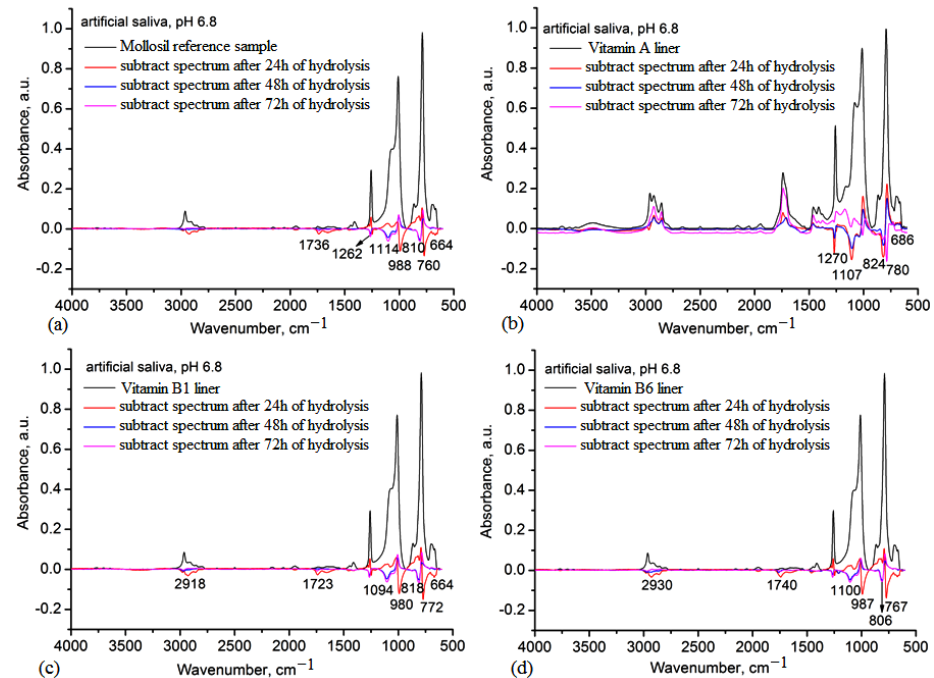 artificial saliva, pH 6.8
Mollosil reference sample
subtract spectrum after 24h of hydrolysis
subtract spectrum after 48h of hydrolysis
subtract spectrum after 72h of hydrolysis
Absorbance, a.u.
1.0
0.8
0.6
0.4
0.2
0.0
-0.2
1736
1262
1114
810
664
988
760
4000 3500 3000 2500 2000 1500 1000 500
(a)
Wavenumber, cm−1
artificial saliva, pH 6.8
Vitamin A liner
subtract spectrum after 24h of hydrolysis
subtract spectrum after 48h of hydrolysis
subtract spectrum after 72h of hydrolysis
Absorbance, a.u.
1.0
0.8
0.6
0.4
0.2
0.0
-0.2
686
1270
824
1107
780
4000 3500 3000 2500 2000 1500 1000 500
(b)
Wavenumber, cm−1
artificial saliva, pH 6.8
Vitamin B1 liner
subtract spectrum after 24h of hydrolysis
subtract spectrum after 48h of hydrolysis
subtract spectrum after 72h of hydrolysis
Absorbance, a.u.
1.0
0.8
0.6
0.4
0.2
0.0
-0.2
2918
1723
1094
818
664
980
772
4000 3500 3000 2500 2000 1500 1000 500
(c)
Wavenumber, cm−1
artificial saliva, pH 6.8
Vitamin B6 liner
subtract spectrum after 24h of hydrolysis
subtract spectrum after 48h of hydrolysis
subtract spectrum after 72h of hydrolysis
Absorbance, a.u.
1.0
0.8
0.6
0.4
0.2
0.0
-0.2
2930
1740
1100
987
767
806
4000 3500 3000 2500 2000 1500 1000 500
(d)
Wavenumber, cm−1